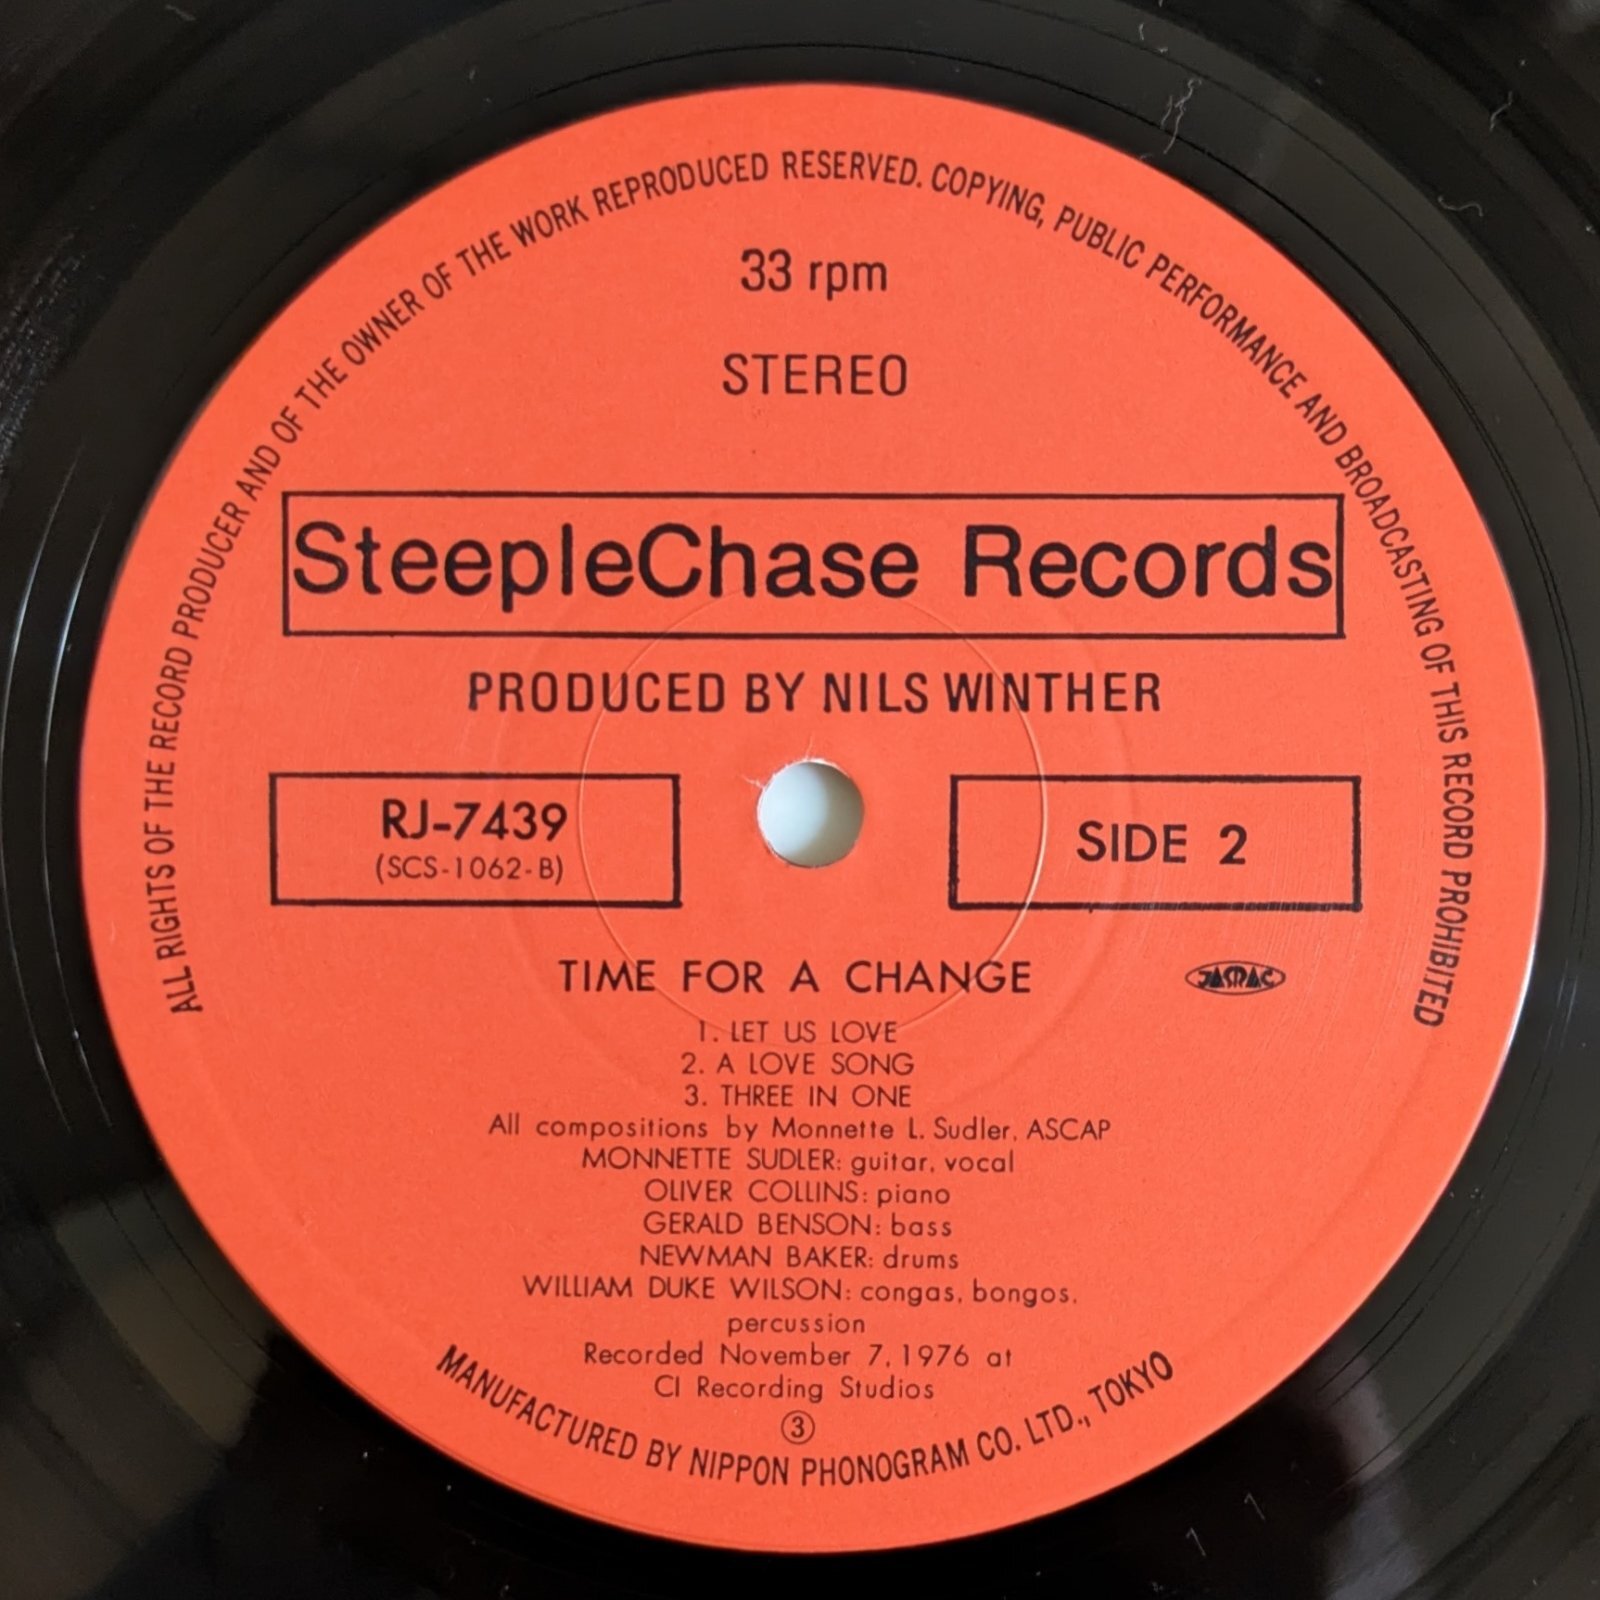 ALL RIGHTS OF THE RECORD PRODUCER AND OF THE OWNER OF THE WORK REPRODUCED RESERVED. COPYING, PUBLIC PERFORMANCE AND BROADCASTING OF THIS RECORD PROHIBITED
33 rpm
STEREO
SteepleChase Records
PRODUCED BY NILS WINTHER
RJ-7439
(SCS-1062-B)
SIDE 2
TIME FOR A CHANGE
JASRAC
1. LET US LOVE
2. A LOVE SONG
3. THREE IN ONE
All compositions by Monnette L. Sudler, ASCAP
MONNETTE SUDLER: guitar, vocal
OLIVER COLLINS: piano
GERALD BENSON: bass
NEWMAN BAKER: drums
WILLIAM DUKE WILSON: congas, bongos,
percussion
Recorded November 7, 1976 at
CI Recording Studios
③
MANUFACTURED BY NIPPON PHONOGRAM CO. LTD., TOKYO
1 1